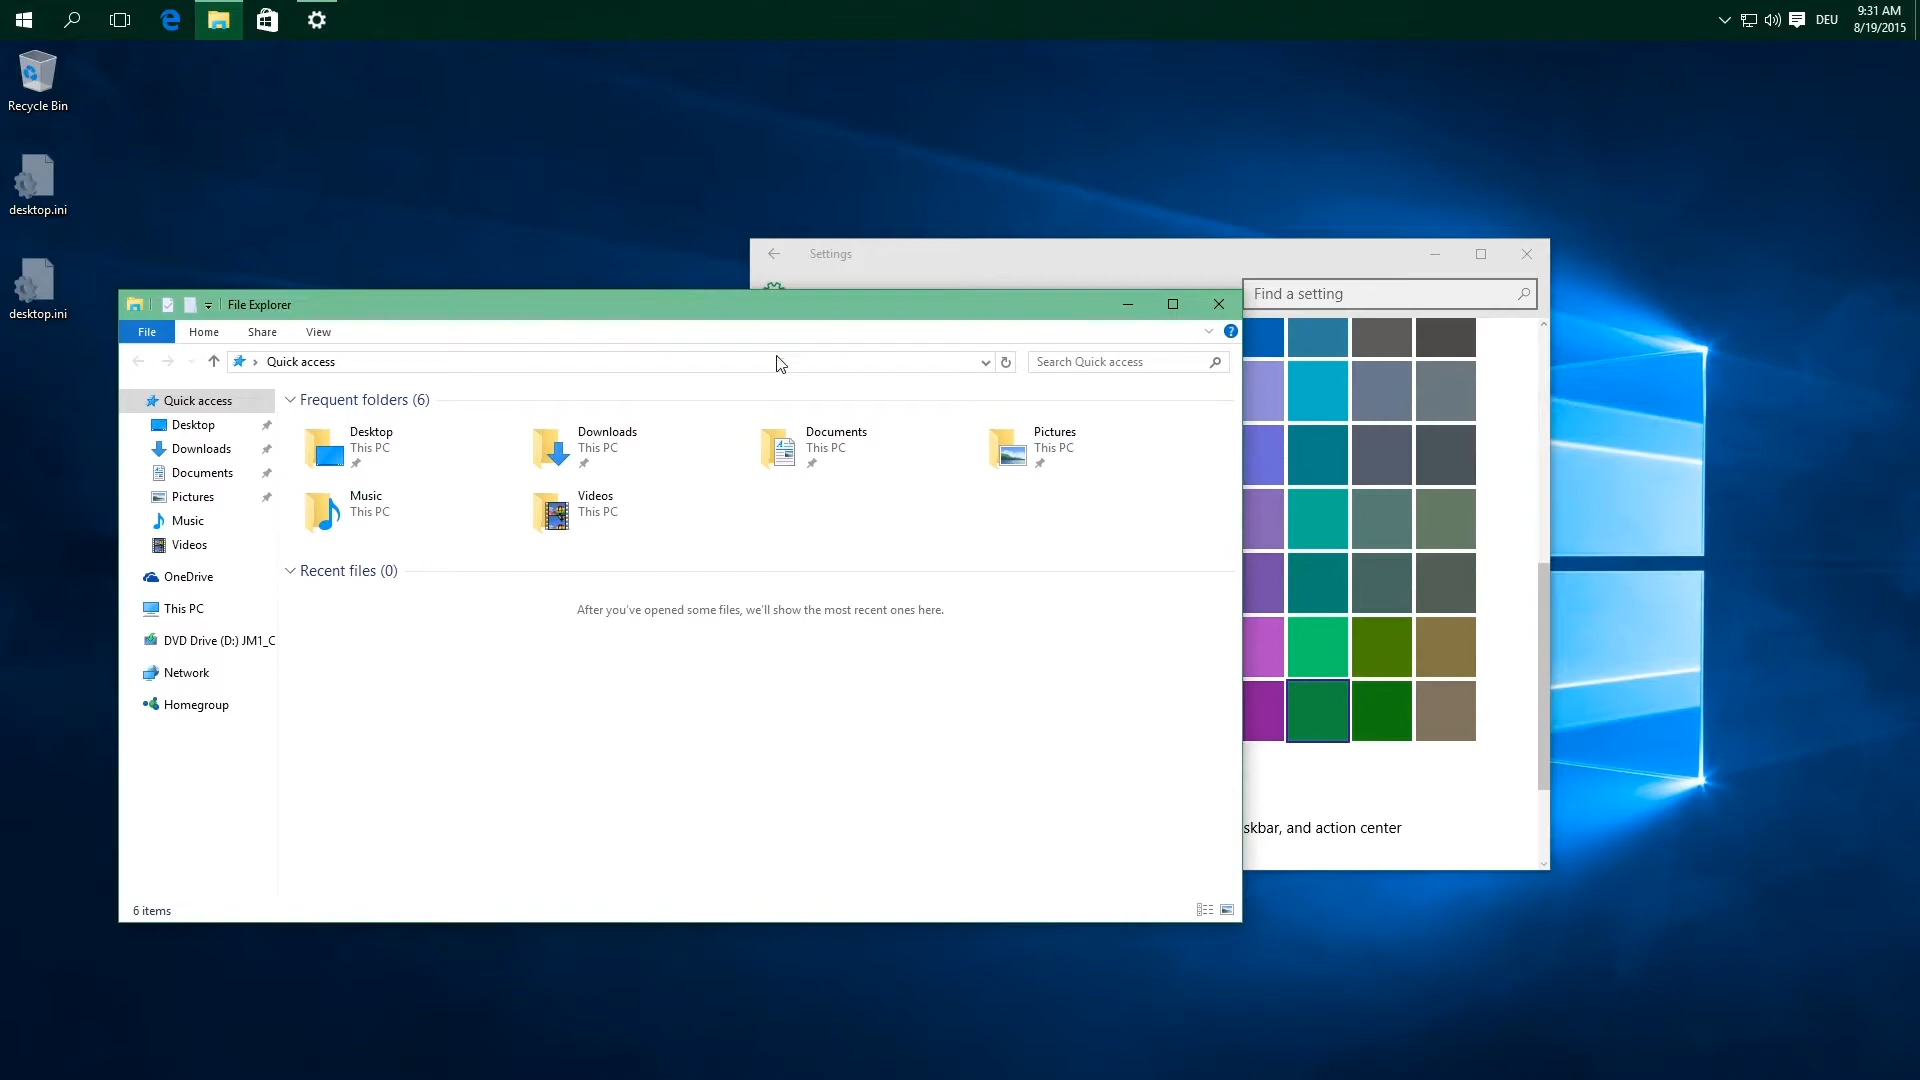 DEU
9:31 AM
8/19/2015
Recycle Bin
desktop.ini
desktop.ini
Settings
Find a setting
File Explorer
File Home Share View
Quick access
Search Quick access
Quick access
Desktop
Downloads
Documents
Pictures
Music
Videos
OneDrive
This PC
DVD Drive (D:) JM1_C
Network
Homegroup
Frequent folders (6)
Desktop
This PC
Downloads
This PC
Documents
This PC
Pictures
This PC
Music
This PC
Videos
This PC
Recent files (0)
After you've opened some files, we'll show the most recent ones here.
6 items
skbar, and action center